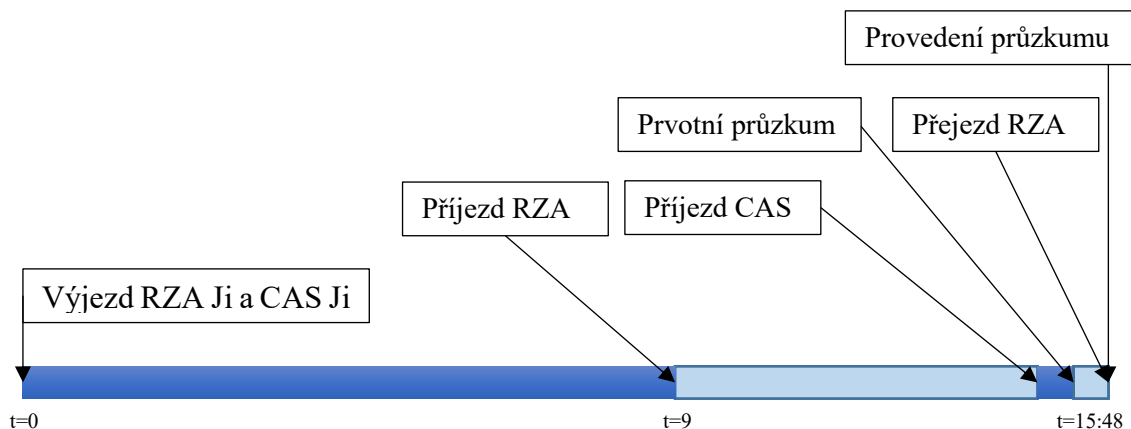 Provedení průzkumu
Prvotní průzkum
Přejezd RZA
Příjezd RZA
Příjezd CAS
Výjezd RZA Ji a CAS Ji
t=0
t=9
t=15:48